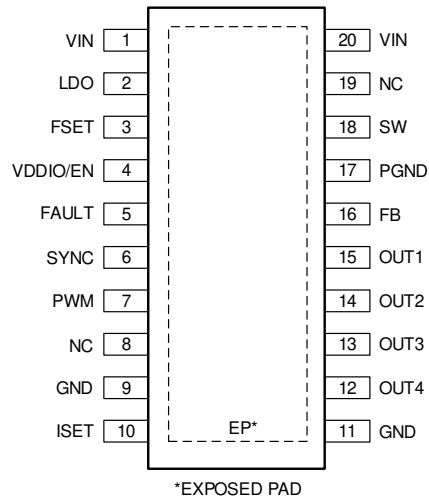 VIN 1 20 VIN
LDO 2 19 NC
FSET 3 18 SW
VDDIO/EN 4 17 PGND
FAULT 5 16 FB
SYNC 6 15 OUT1
PWM 7 14 OUT2
NC 8 13 OUT3
GND 9 12 OUT4
ISET 10 EP* 11 GND
*EXPOSED PAD